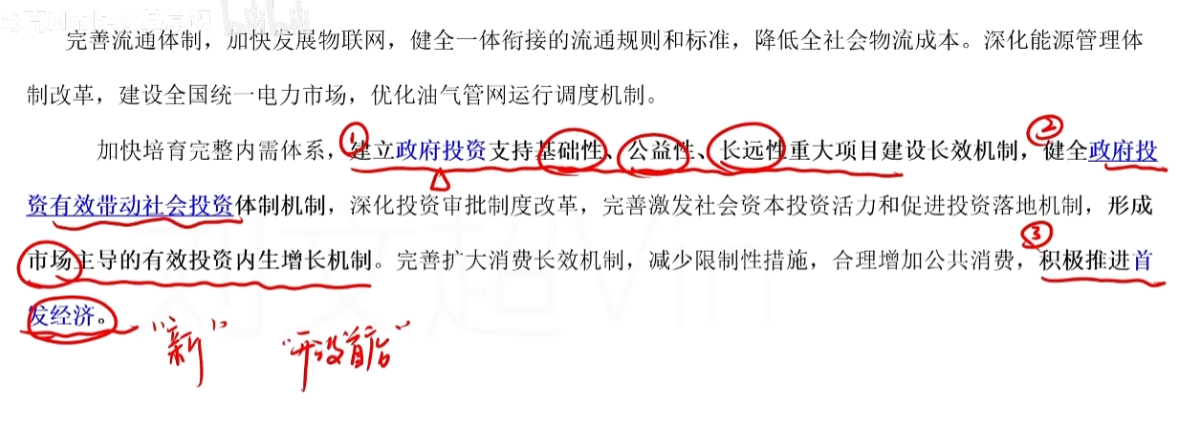 完善流通体制，加快发展物联网，健全一体衔接的流通规则和标准，降低全社会物流成本。深化能源管理体
制改革，建设全国统一电力市场，优化油气管网运行调度机制。
① ②
加快培育完整内需体系，建立政府投资支持基础性、公益性、长远性重大项目建设长效机制，健全政府投
资有效带动社会投资体制机制，深化投资审批制度改革，完善激发社会资本投资活力和促进投资落地机制，形成
③
市场主导的有效投资内生增长机制。完善扩大消费长效机制，减少限制性措施，合理增加公共消费，积极推进首
发经济。
“新” “开设首店”